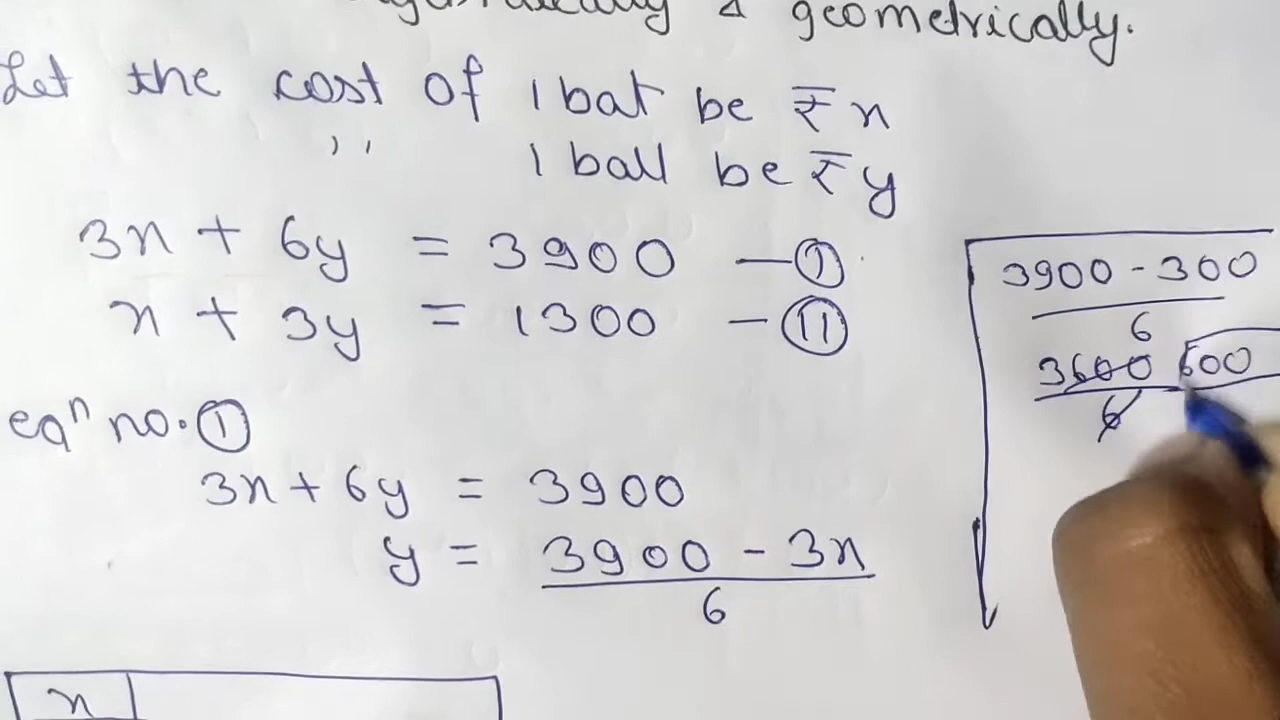 & geometrically.
Let the cost of 1 bat be ₹ x
,, 1 ball be ₹ y
3x + 6y = 3900 — (I)
x + 3y = 1300 — (II)
eqⁿ no. (I)
3x + 6y = 3900
y = 3900 - 3x
6
x
3900 - 300
6
3600 600
6